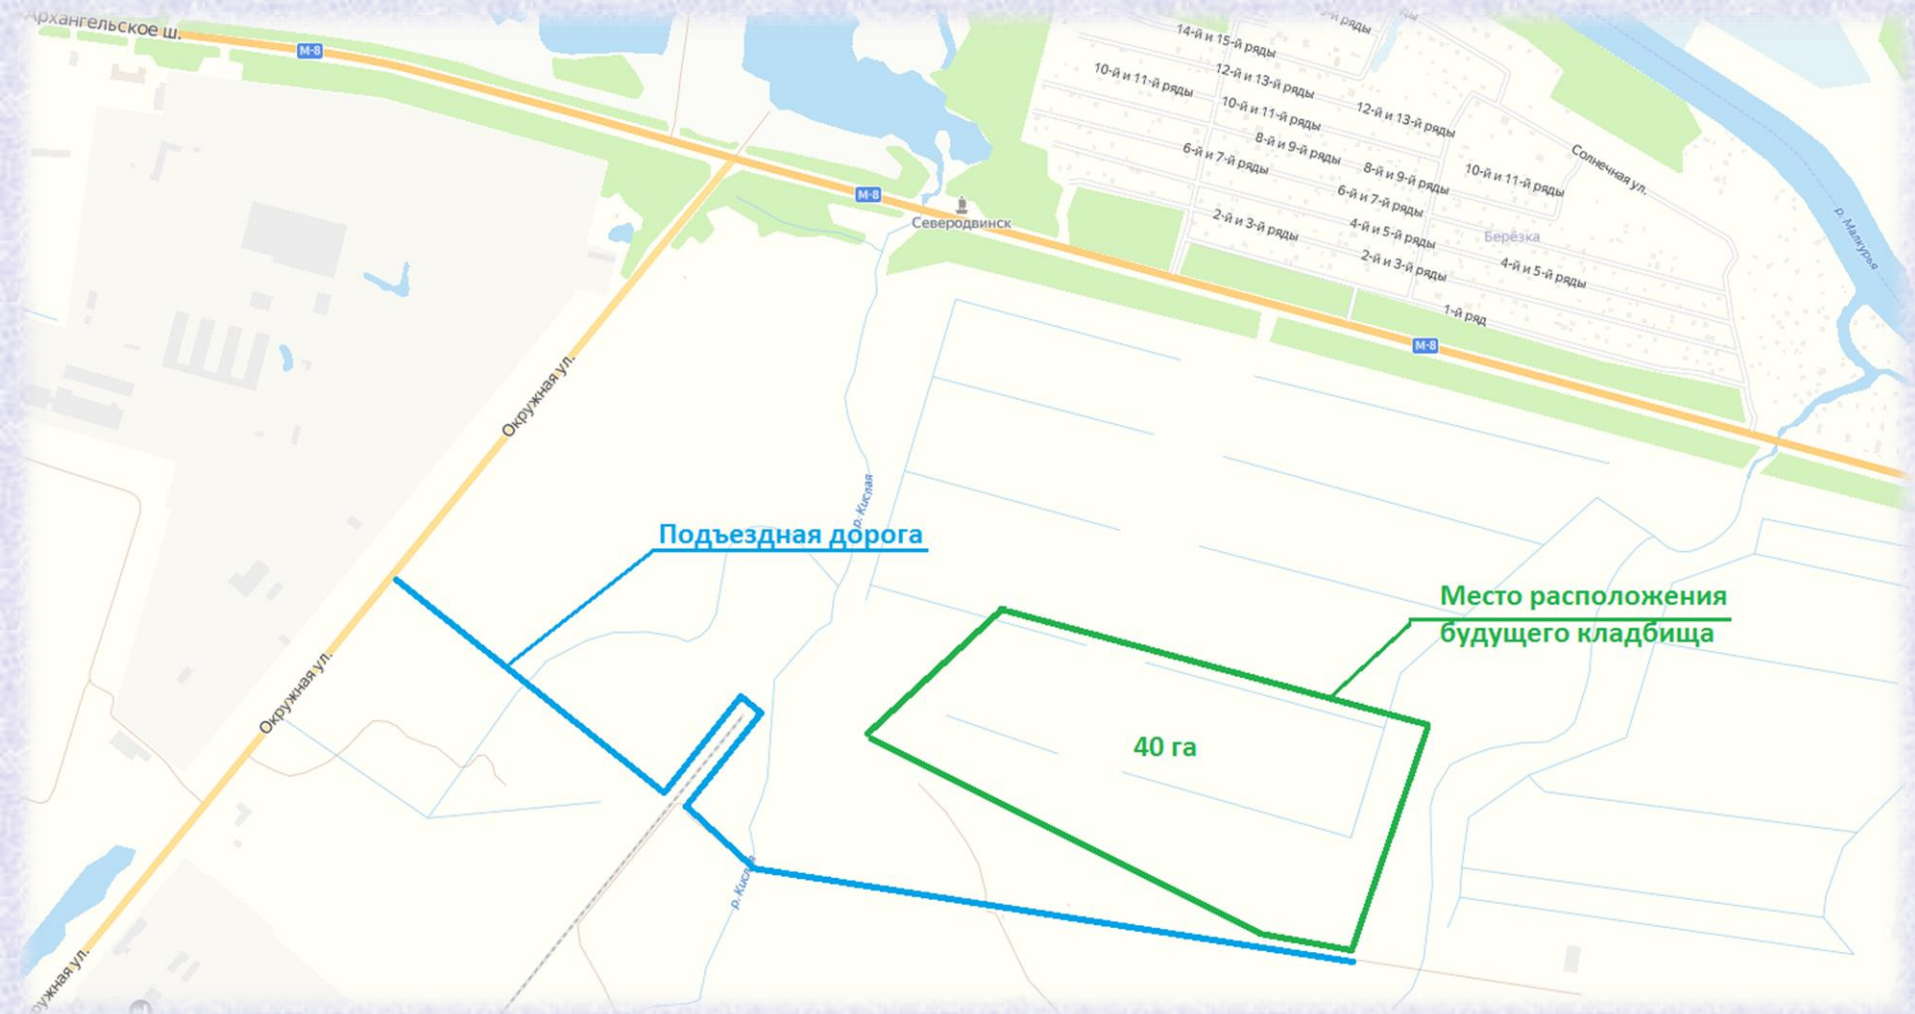 Архангельское ш.
М-8
14-й и 15-й ряды
12-й и 13-й ряды
10-й и 11-й ряды
10-й и 11-й ряды
12-й и 13-й ряды
8-й и 9-й ряды
6-й и 7-й ряды
8-й и 9-й ряды
10-й и 11-й ряды
Солнечная ул.
6-й и 7-й ряды
2-й и 3-й ряды
4-й и 5-й ряды
Берёзка
2-й и 3-й ряды
4-й и 5-й ряды
1-й ряд
р. Малкурья
М-8
Северодвинск
М-8
Окружная ул.
р. Кислая
Подъездная дорога
Место расположения
будущего кладбища
Окружная ул.
40 га
р. Кислая